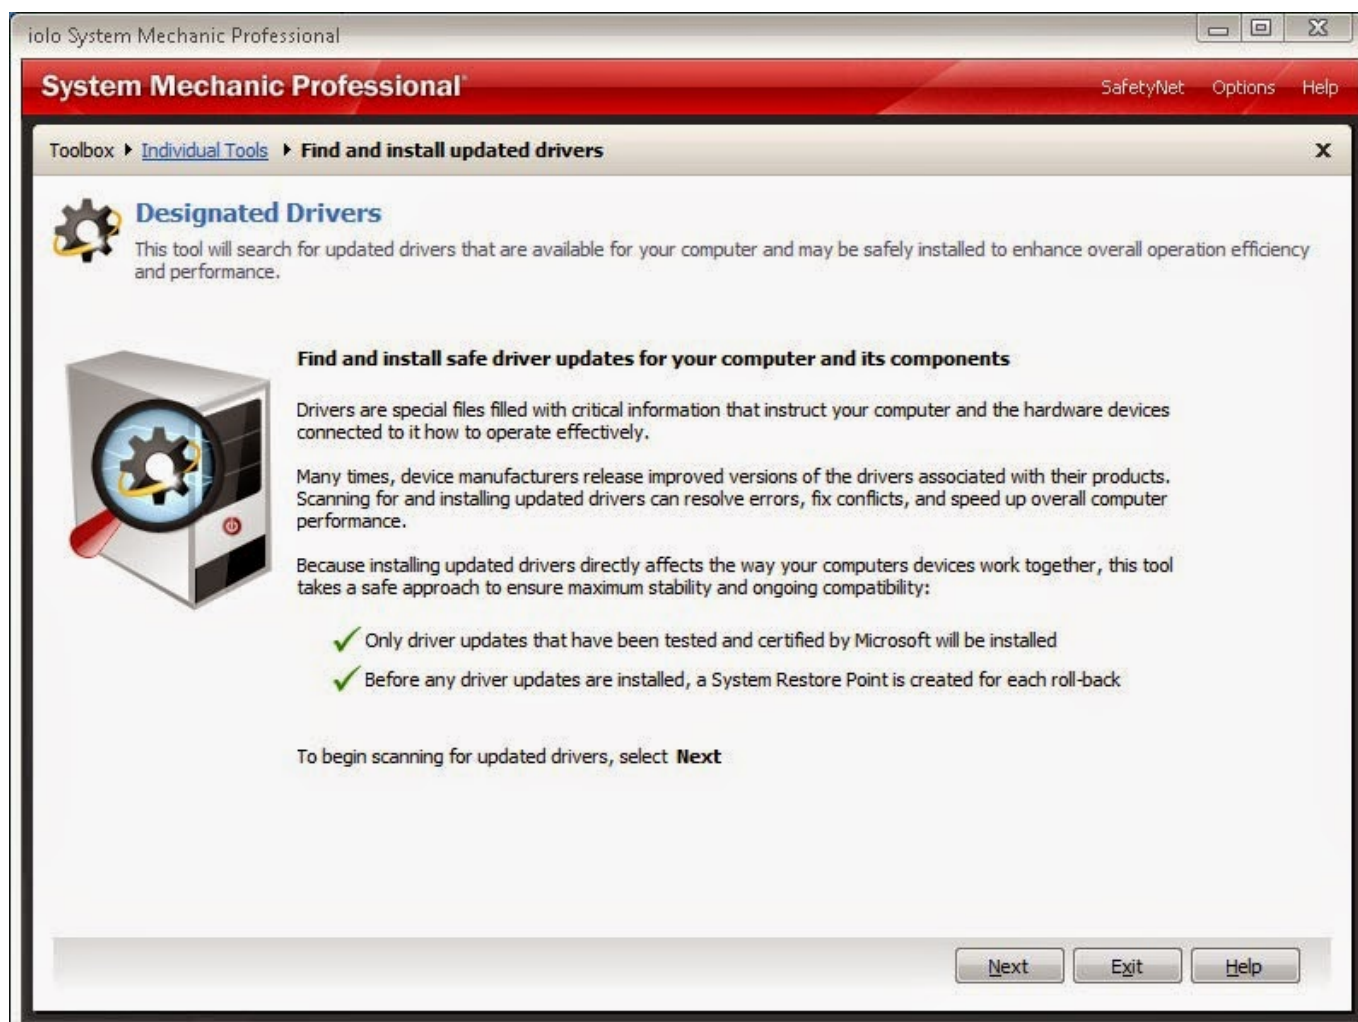 iolo System Mechanic Professional
System Mechanic Professional®
SafetyNet Options Help
Toolbox Individual Tools Find and install updated drivers X
Designated Drivers
This tool will search for updated drivers that are available for your computer and may be safely installed to enhance overall operation efficiency
and performance.
Find and install safe driver updates for your computer and its components
Drivers are special files filled with critical information that instruct your computer and the hardware devices
connected to it how to operate effectively.
Many times, device manufacturers release improved versions of the drivers associated with their products.
Scanning for and installing updated drivers can resolve errors, fix conflicts, and speed up overall computer
performance.
Because installing updated drivers directly affects the way your computers devices work together, this tool
takes a safe approach to ensure maximum stability and ongoing compatibility:
Only driver updates that have been tested and certified by Microsoft will be installed
Before any driver updates are installed, a System Restore Point is created for each roll-back
To begin scanning for updated drivers, select Next
Next Exit Help